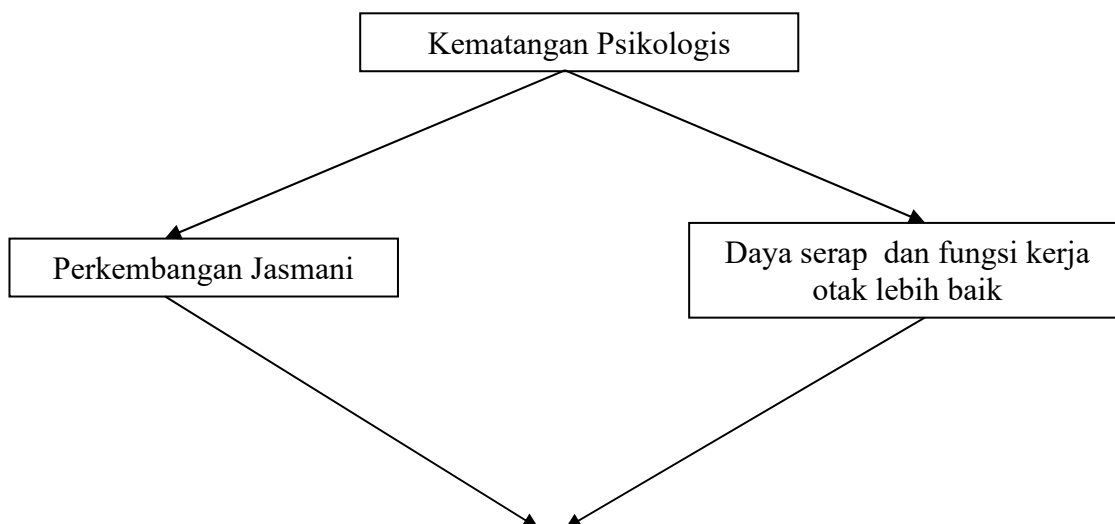 Kematangan Psikologis
Perkembangan Jasmani
Daya serap  dan fungsi kerja
otak lebih baik